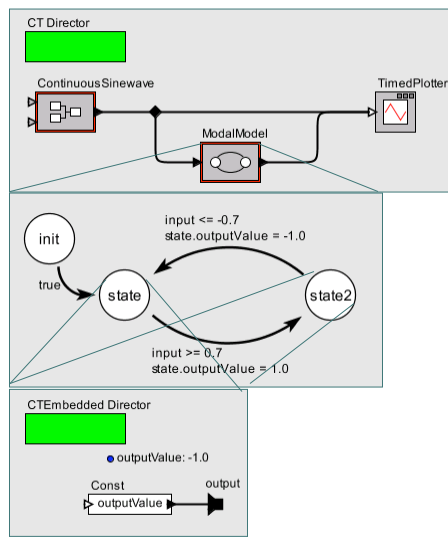 CT Director
ContinuousSinewave
TimedPlotter
ModalModel
input <= -0.7
state.outputValue = -1.0
init
true
state
state2
input >= 0.7
state.outputValue = 1.0
CTEmbedded Director
outputValue: -1.0
Const
output
outputValue